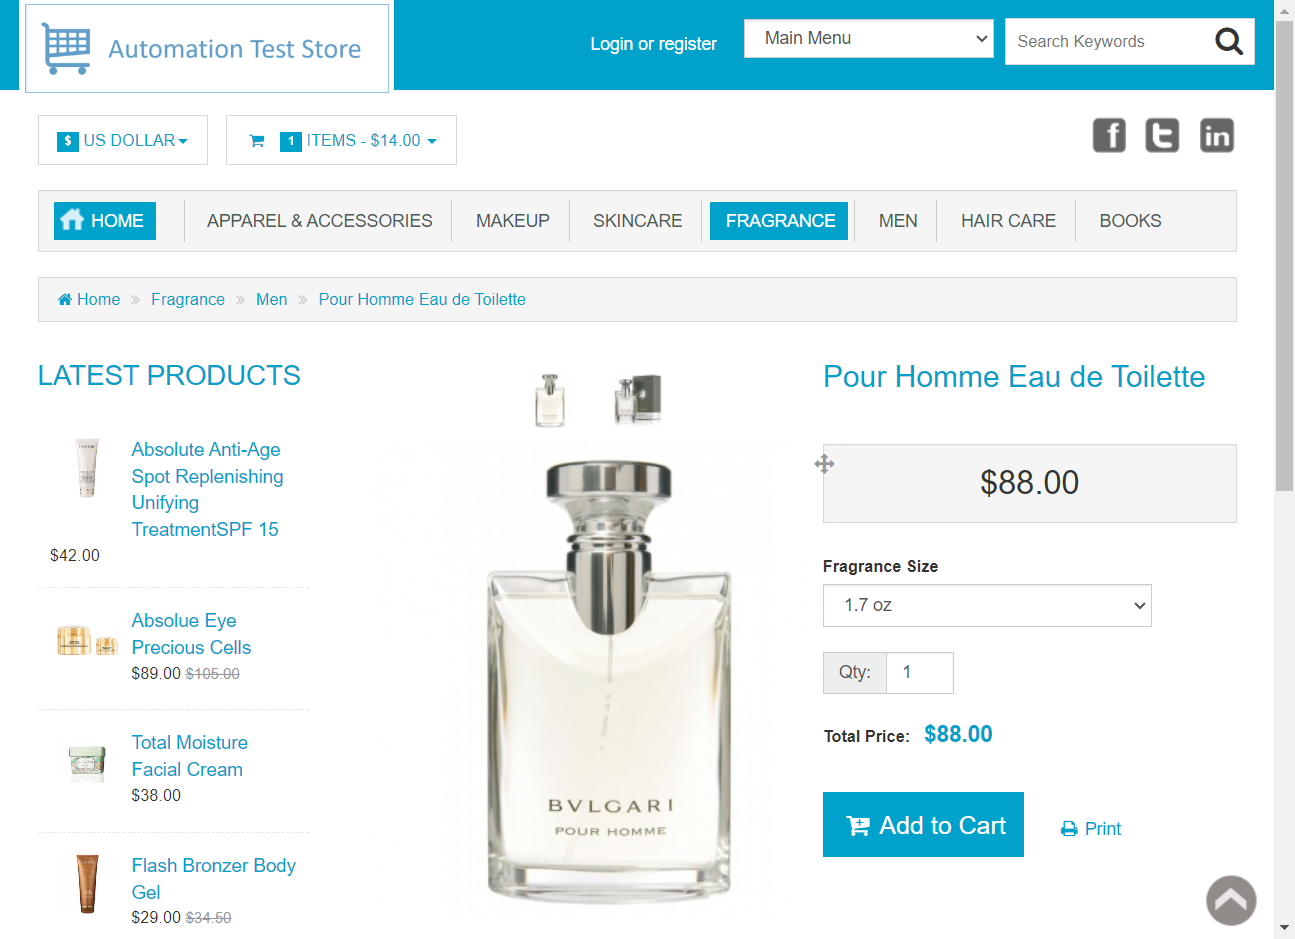 Automation Test Store
Login or register
Main Menu
Search Keywords
$ US DOLLAR
1 ITEMS - $14.00
f t in
HOME APPAREL & ACCESSORIES MAKEUP SKINCARE FRAGRANCE MEN HAIR CARE BOOKS
Home » Fragrance » Men » Pour Homme Eau de Toilette
LATEST PRODUCTS
Absolute Anti-Age
Spot Replenishing
Unifying
TreatmentSPF 15
$42.00
Absolue Eye
Precious Cells
$89.00 $105.00
Total Moisture
Facial Cream
$38.00
Flash Bronzer Body
Gel
$29.00 $34.50
BVLGARI
POUR HOMME
Pour Homme Eau de Toilette
$88.00
Fragrance Size
1.7 oz
Qty: 1
Total Price: $88.00
Add to Cart
Print